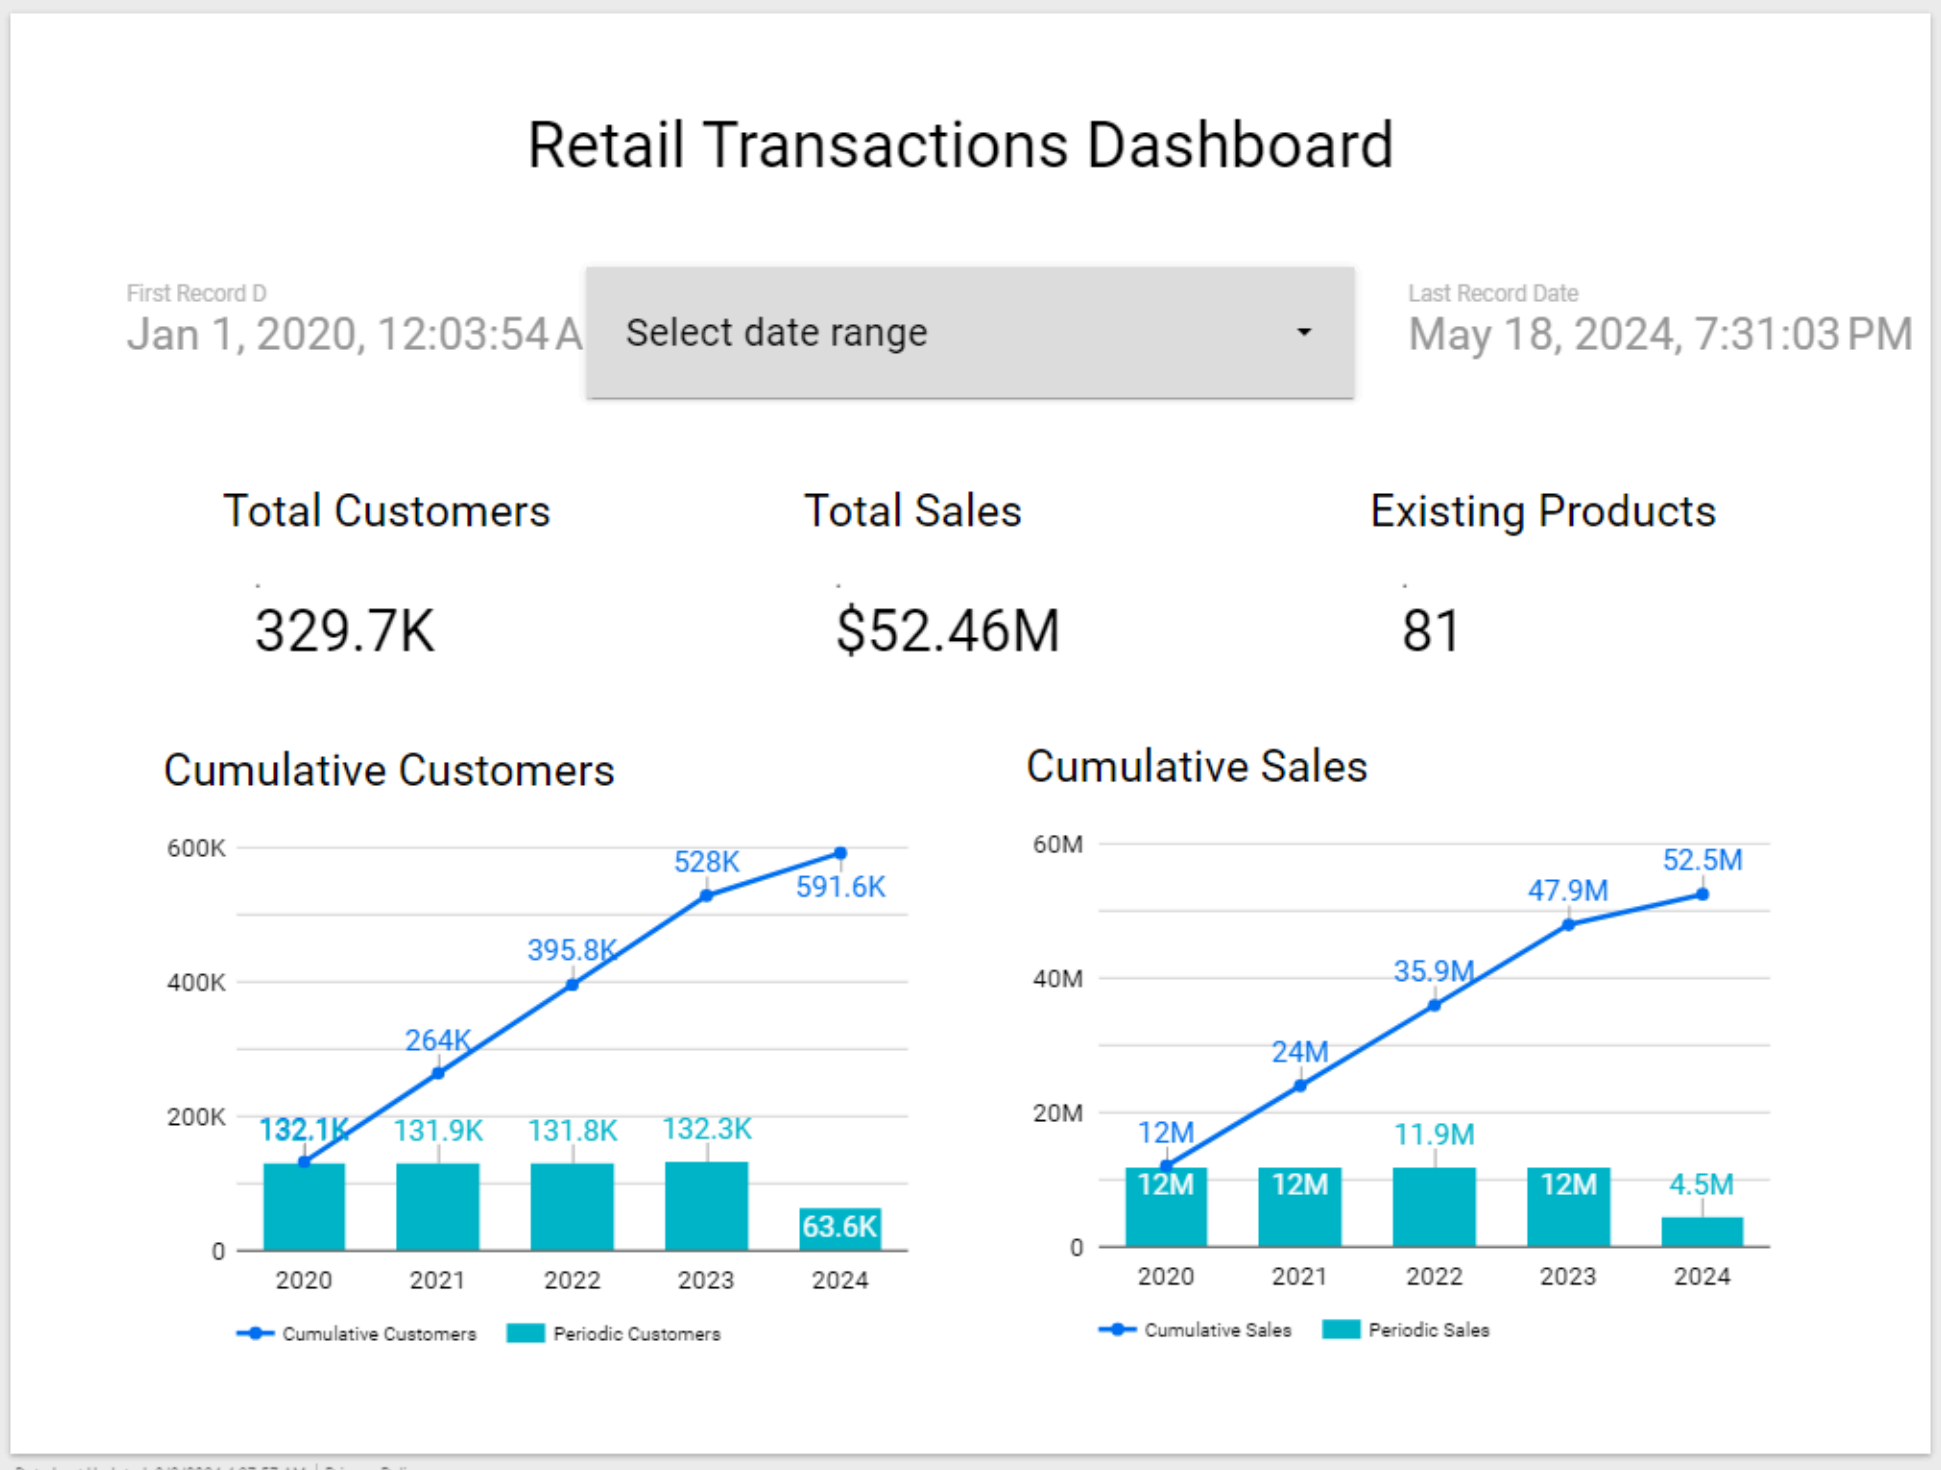 Retail Transactions Dashboard
First Record D
Jan 1, 2020, 12:03:54 A
Select date range
Last Record Date
May 18, 2024, 7:31:03 PM
Total Customers
Total Sales
Existing Products
329.7K
$52.46M
81
Cumulative Customers
600K
400K
200K
0
528K
591.6K
395.8K
264K
132.1K
131.9K
131.8K
132.3K
63.6K
2020 2021 2022 2023 2024
Cumulative Customers Periodic Customers
Cumulative Sales
60M
40M
20M
0
52.5M
47.9M
35.9M
24M
12M
11.9M
12M
12M
12M
4.5M
2020 2021 2022 2023 2024
Cumulative Sales Periodic Sales